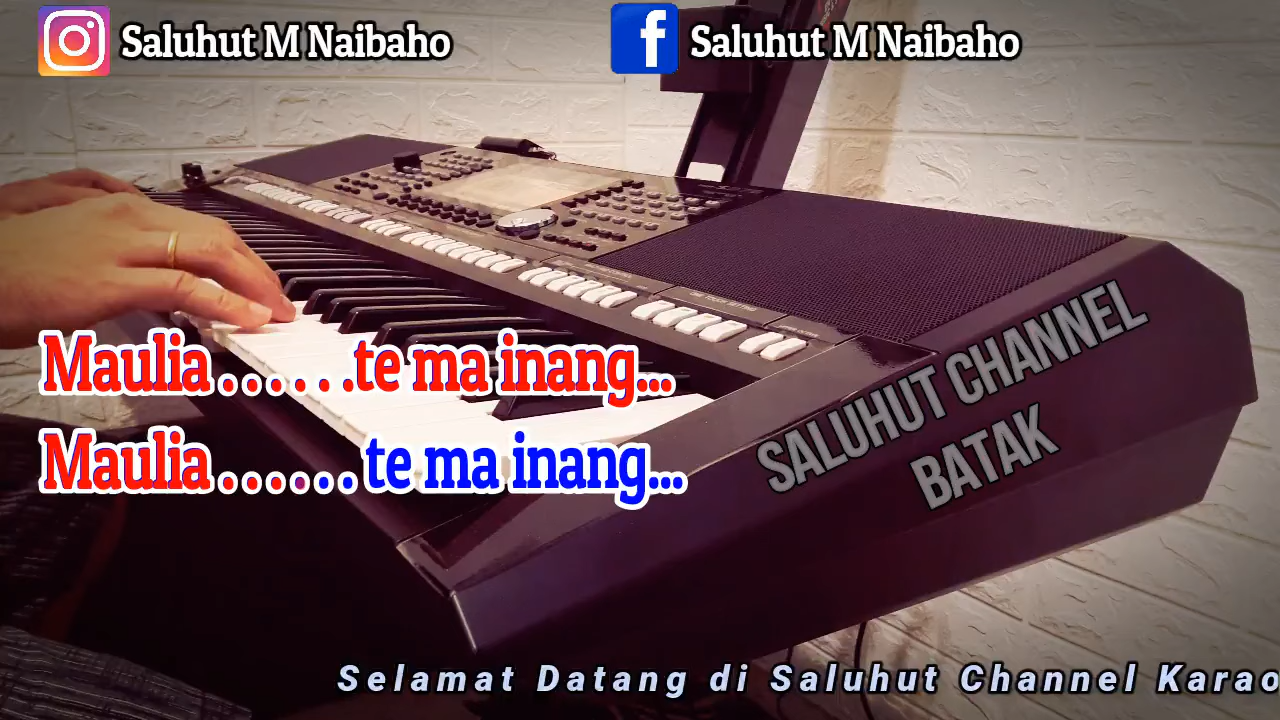 Saluhut M Naibaho
Saluhut M Naibaho
Maulia......te ma inang...
Maulia......te ma inang...
SALUHUT CHANNEL
BATAK
Selamat Datang di Saluhut Channel Karao